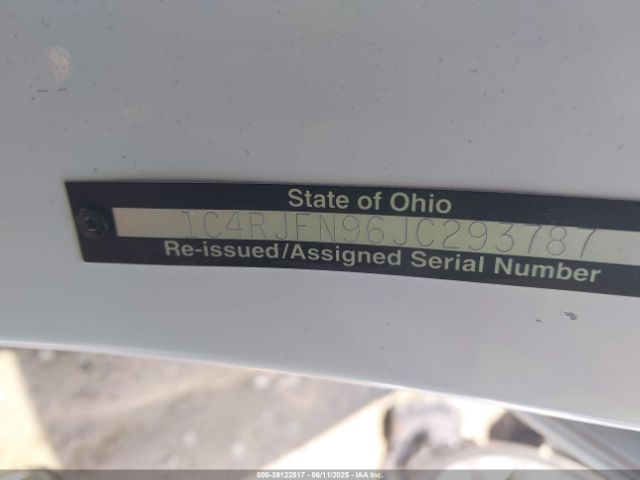 State of Ohio
1C4RJFN96JC293787
Re-issued/Assigned Serial Number
000-39122517 - 06/11/2025 - IAA Inc.